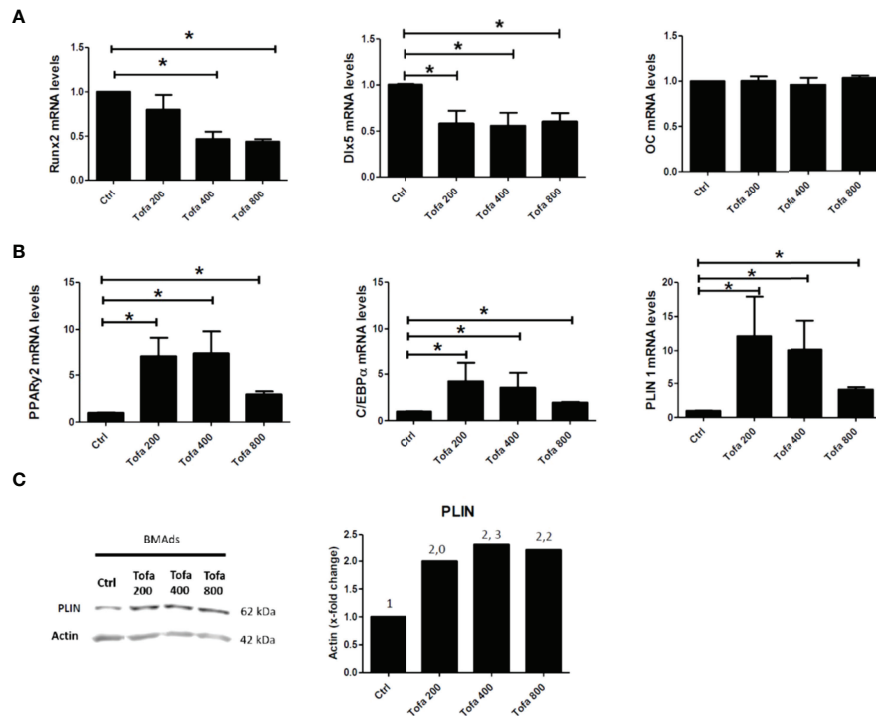 A
Runx2 mRNA levels
1.5
1.0
0.5
0.0
*
*
Ctrl
Tofa 200
Tofa 400
Tofa 800
Dlx5 mRNA levels
1.5
1.0
0.5
0.0
*
*
*
Ctrl
Tofa 200
Tofa 400
Tofa 800
OC mRNA levels
1.5
1.0
0.5
0.0
Ctrl
Tofa 200
Tofa 400
Tofa 800
B
PPARγ2 mRNA levels
15
10
5
0
*
*
*
Ctrl
Tofa 200
Tofa 400
Tofa 800
C/EBPα mRNA levels
15
10
5
0
*
*
*
Ctrl
Tofa 200
Tofa 400
Tofa 800
PLIN 1 mRNA levels
20
15
10
5
0
*
*
*
Ctrl
Tofa 200
Tofa 400
Tofa 800
C
BMAds
Ctrl Tofa 200 Tofa 400 Tofa 800
PLIN 62 kDa
Actin 42 kDa
PLIN
Actin (x-fold change)
2.5
2.0
1.5
1.0
0.5
0.0
1
2,0
2, 3
2,2
Ctrl
Tofa 200
Tofa 400
Tofa 800